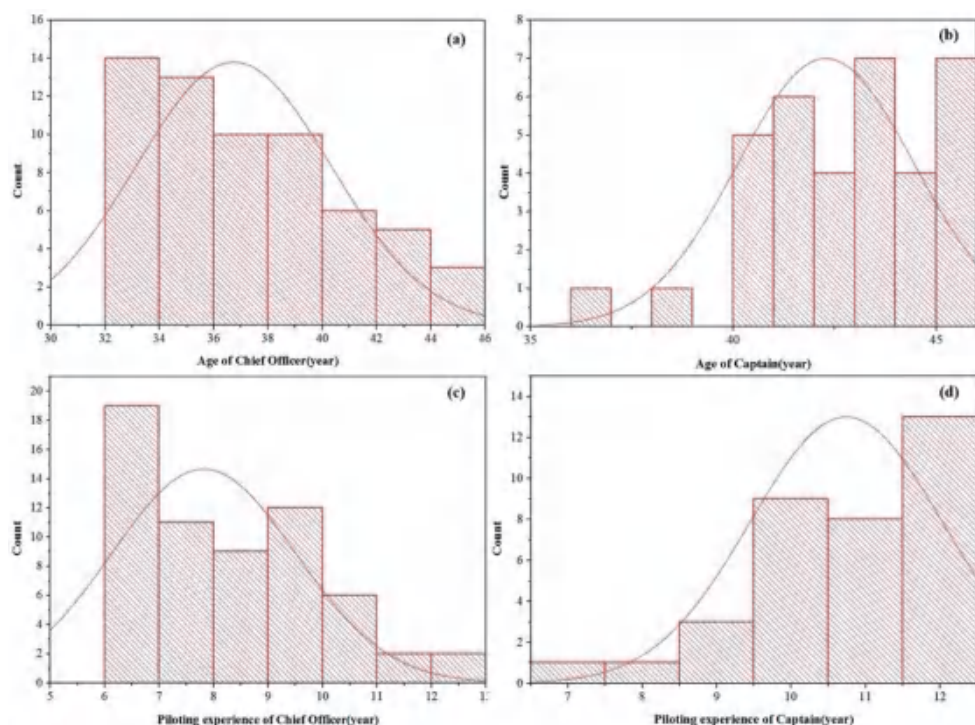 (a)
16
14
12
10
8
6
4
2
0
Count
30 32 34 36 38 40 42 44 46
Age of Chief Officer(year)
(b)
8
7
6
5
4
3
2
1
0
Count
35 40 45
Age of Captain(year)
(c)
20
18
16
14
12
10
8
6
4
2
0
Count
5 6 7 8 9 10 11 12
Piloting experience of Chief Officer(year)
(d)
14
12
10
8
6
4
2
0
Count
7 8 9 10 11 12
Piloting experience of Captain(year)